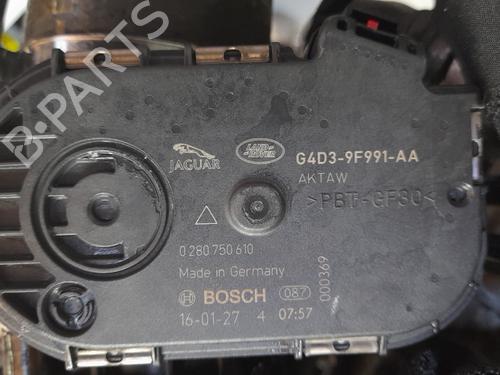 B-PARTS
JAGUAR
LAND ROVER
G4D3-9F991-AA
AKTAW
>PBT-GF30<
0 280 750 610
Made in Germany
000369
BOSCH 087
16-01-27 4 07:57